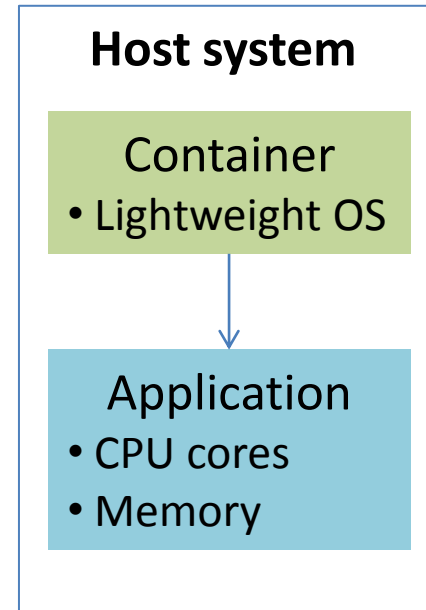 Host system
Container
• Lightweight OS
Application
• CPU cores
• Memory